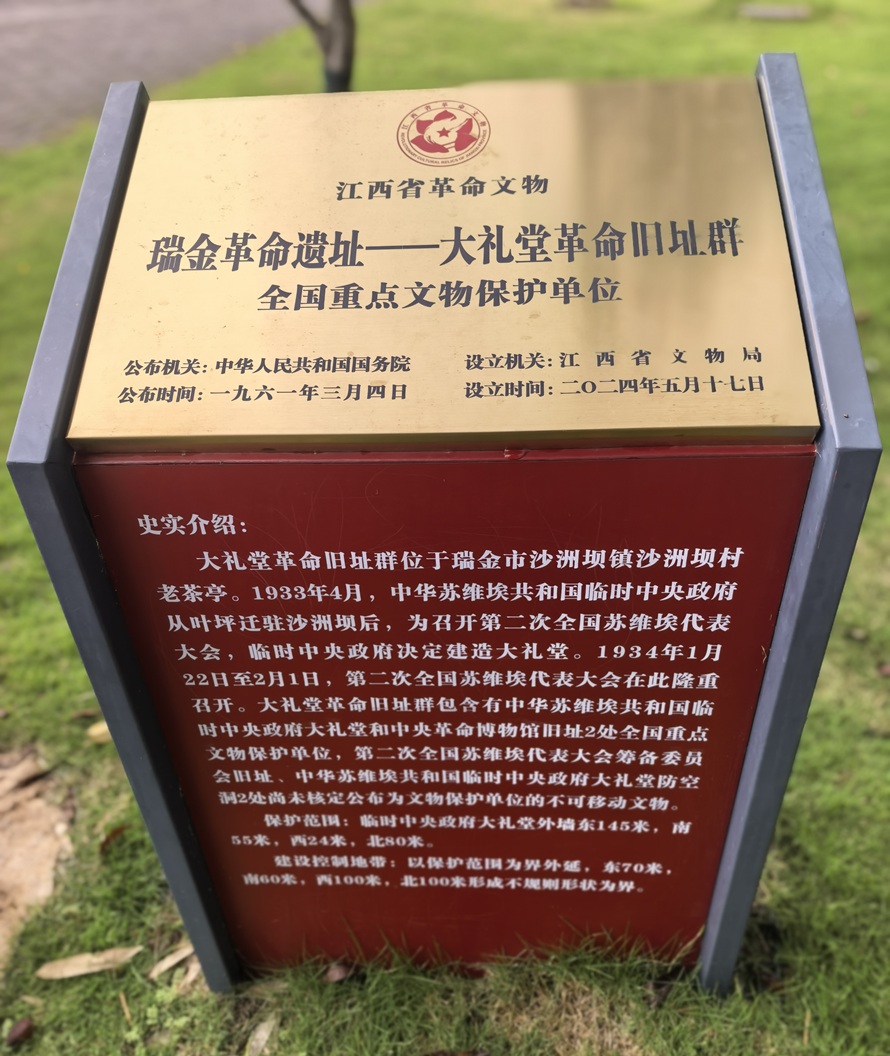 江西省革命文物
瑞金革命遗址——大礼堂革命旧址群
全国重点文物保护单位
公布机关：中华人民共和国国务院
公布时间：一九六一年三月四日
设立机关：江西省文物局
设立时间：二〇二四年五月十七日
史实介绍：
大礼堂革命旧址群位于瑞金市沙洲坝镇沙洲坝村
老茶亭。1933年4月，中华苏维埃共和国临时中央政府
从叶坪迁驻沙洲坝后，为召开第二次全国苏维埃代表
大会，临时中央政府决定建造大礼堂。1934年1月
22日至2月1日，第二次全国苏维埃代表大会在此隆重
召开。大礼堂革命旧址群包含有中华苏维埃共和国临
时中央政府大礼堂和中央革命博物馆旧址2处全国重点
文物保护单位，第二次全国苏维埃代表大会筹备委员
会旧址、中华苏维埃共和国临时中央政府大礼堂防空
洞2处尚未核定公布为文物保护单位的不可移动文物。
保护范围：临时中央政府大礼堂外墙东145米，南
55米，西24米，北80米。
建设控制地带：以保护范围为界外延，东70米，
南60米，西100米，北100米形成不规则形状为界。